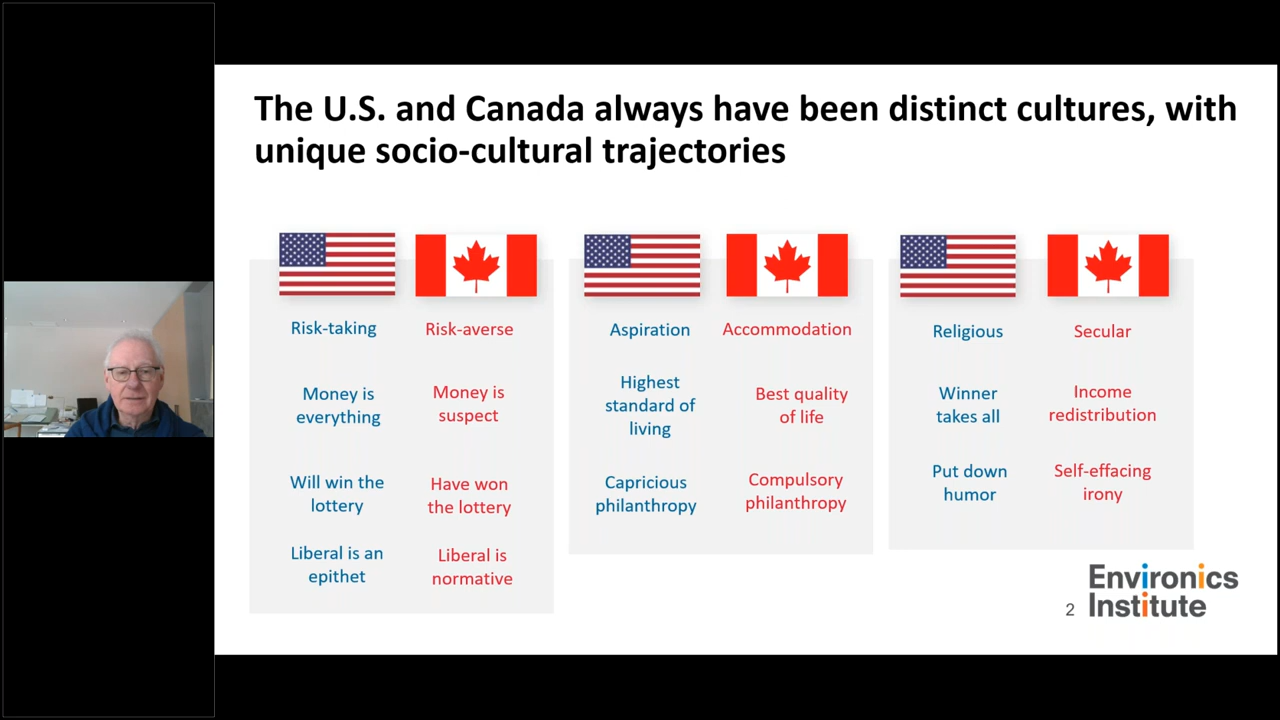 The U.S. and Canada always have been distinct cultures, with
unique socio-cultural trajectories
Risk-taking
Risk-averse
Money is
everything
Money is
suspect
Will win the
lottery
Have won
the lottery
Liberal is an
epithet
Liberal is
normative
Aspiration
Accommodation
Highest
standard of
living
Best quality
of life
Capricious
philanthropy
Compulsory
philanthropy
Religious
Secular
Winner
takes all
Income
redistribution
Put down
humor
Self-effacing
irony
2
Environics
Institute